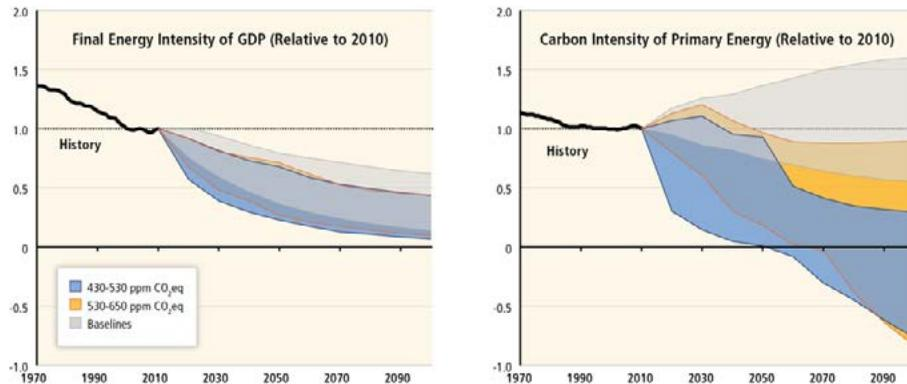 Final Energy Intensity of GDP (Relative to 2010)
2.0
1.5
1.0
0.5
0
-0.5
-1.0
History
430-530 ppm CO₂eq
530-650 ppm CO₂eq
Baselines
1970 1990 2010 2030 2050 2070 2090
Carbon Intensity of Primary Energy (Relative to 2010)
2.0
1.5
1.0
0.5
0
-0.5
-1.0
History
1970 1990 2010 2030 2050 2070 2090